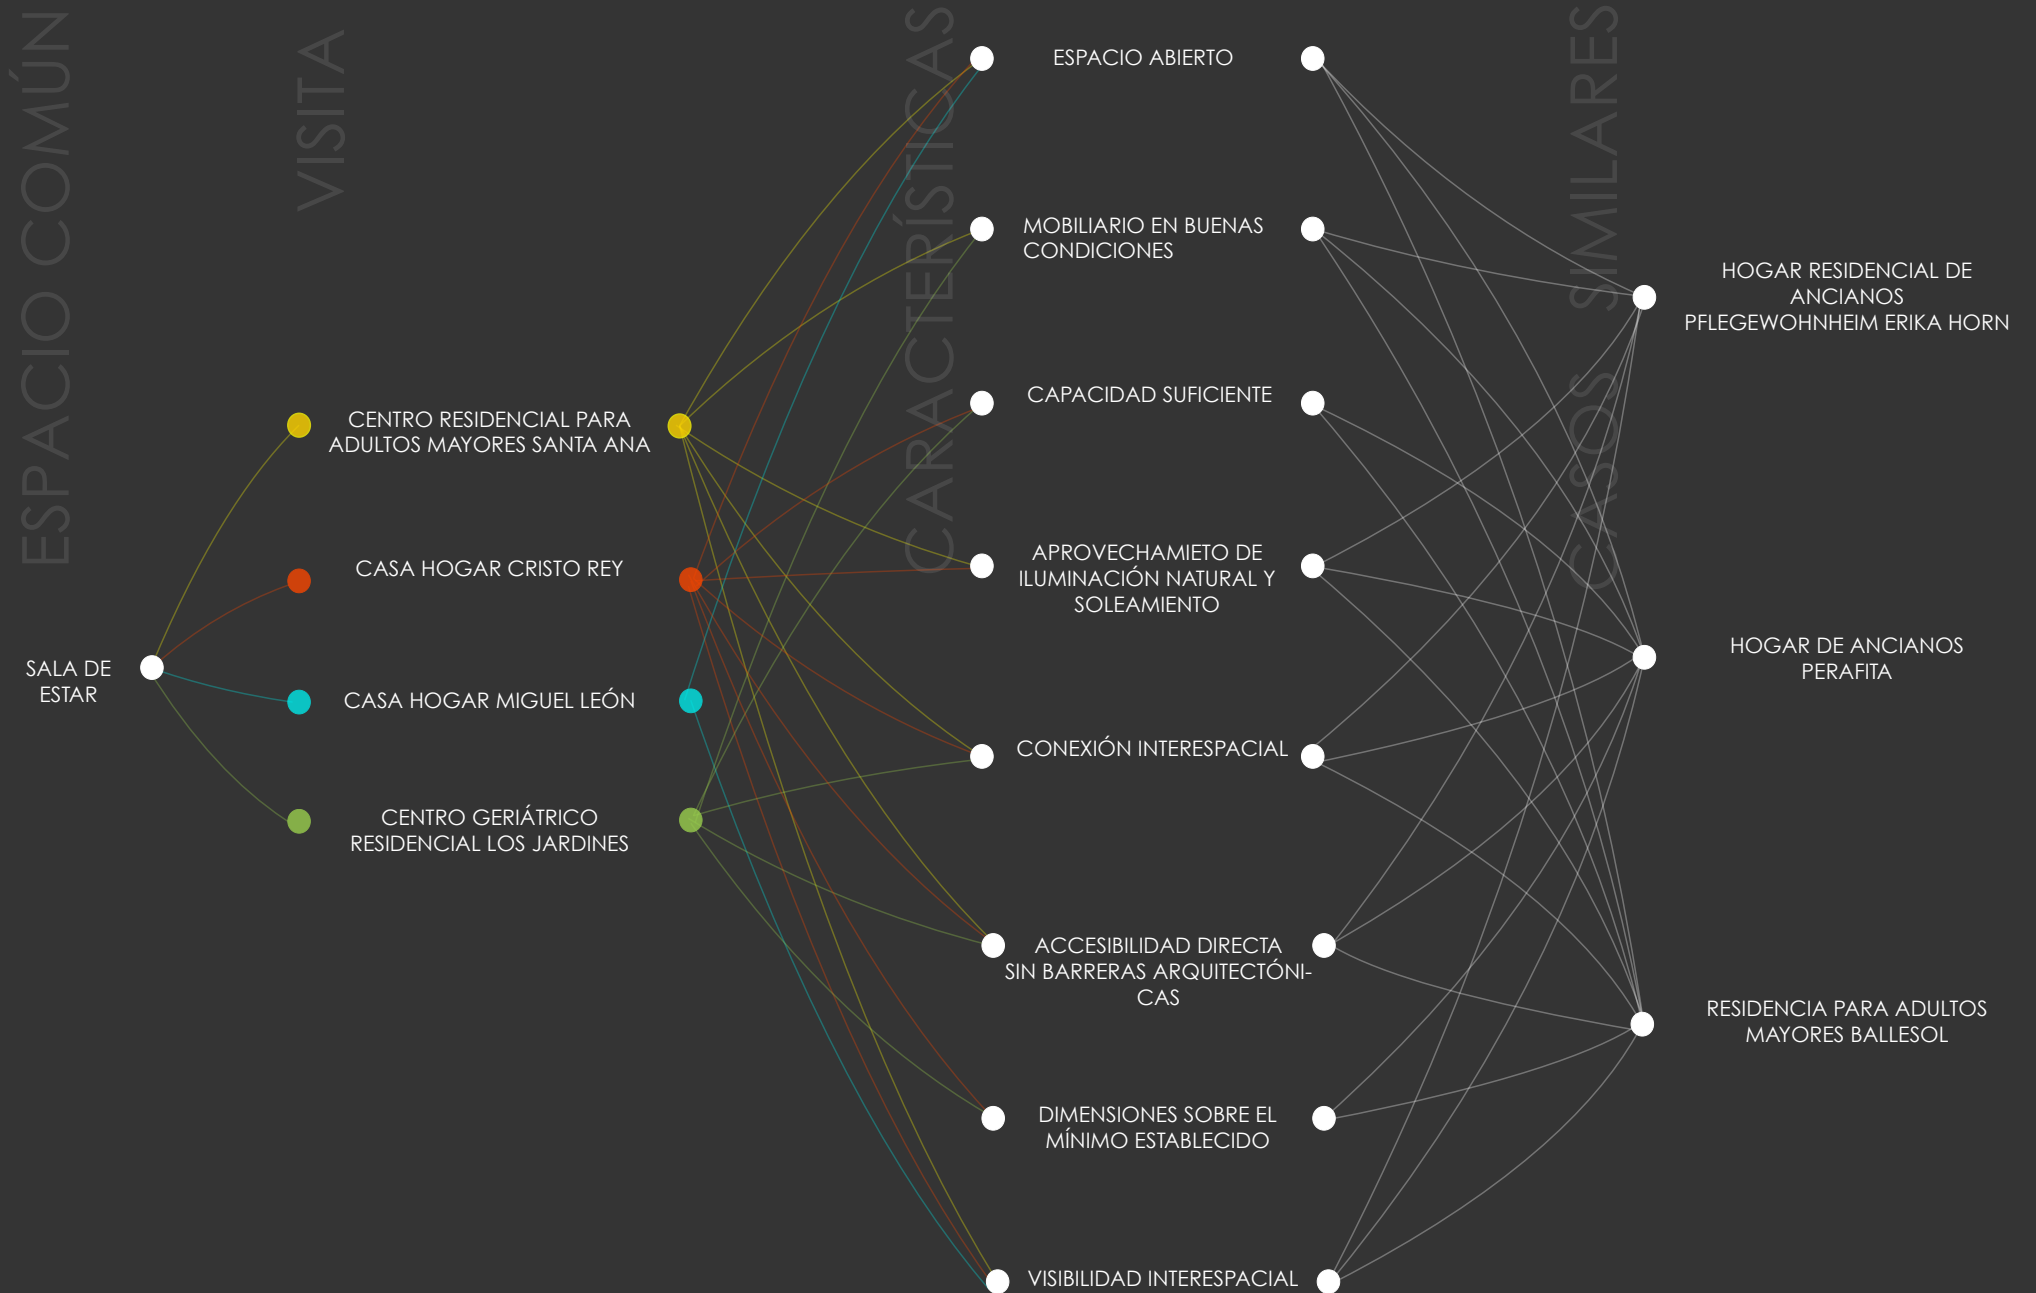 ESPACIO COMÚN
VISITA
CARACTERÍSTICAS
CASOS SIMILARES
SALA DE
ESTAR
CENTRO RESIDENCIAL PARA
ADULTOS MAYORES SANTA ANA
CASA HOGAR CRISTO REY
CASA HOGAR MIGUEL LEÓN
CENTRO GERIÁTRICO
RESIDENCIAL LOS JARDINES
ESPACIO ABIERTO
MOBILIARIO EN BUENAS
CONDICIONES
CAPACIDAD SUFICIENTE
APROVECHAMIETO DE
ILUMINACIÓN NATURAL Y
SOLEAMIENTO
CONEXIÓN INTERESPACIAL
ACCESIBILIDAD DIRECTA
SIN BARRERAS ARQUITECTÓNI-
CAS
DIMENSIONES SOBRE EL
MÍNIMO ESTABLECIDO
VISIBILIDAD INTERESPACIAL
HOGAR RESIDENCIAL DE
ANCIANOS
PFLEGEWOHNHEIM ERIKA HORN
HOGAR DE ANCIANOS
PERAFITA
RESIDENCIA PARA ADULTOS
MAYORES BALLESOL